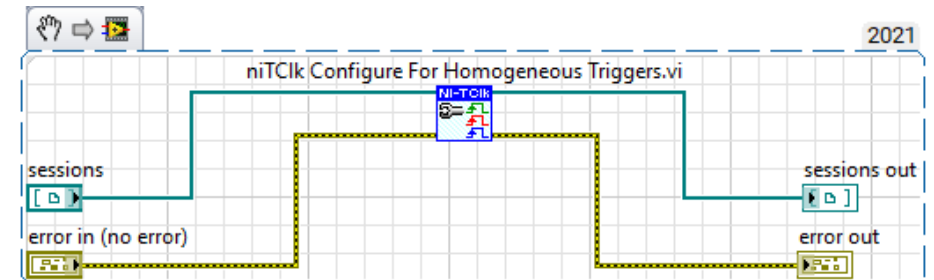 2021
niTClk Configure For Homogeneous Triggers.vi
NI-TClk
sessions
sessions out
error in (no error)
error out